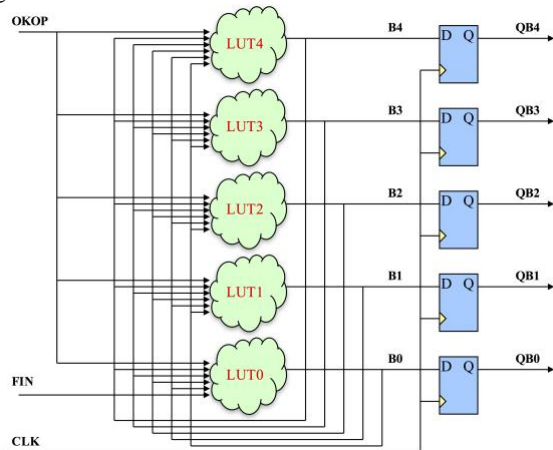 OKOP
LUT4
B4
D Q
QB4
LUT3
B3
D Q
QB3
LUT2
B2
D Q
QB2
LUT1
B1
D Q
QB1
LUT0
B0
D Q
QB0
FIN
CLK